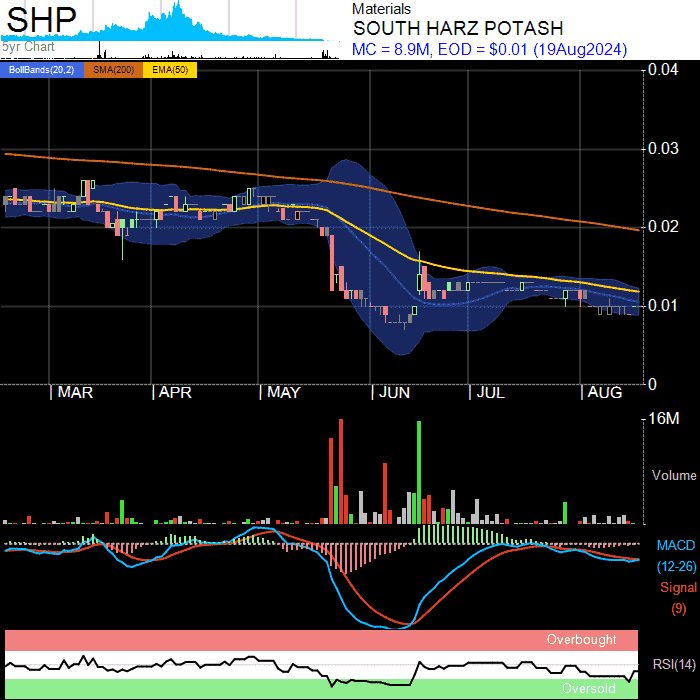 SHP
5yr Chart
Materials
SOUTH HARZ POTASH
MC = 8.9M, EOD = $0.01 (19Aug2024)
BollBands(20,2) SMA(200) EMA(50)
0.04
0.03
0.02
0.01
0
MAR APR MAY JUN JUL AUG
16M
Volume
MACD
(12-26)
Signal
(9)
Overbought
RSI(14)
Oversold